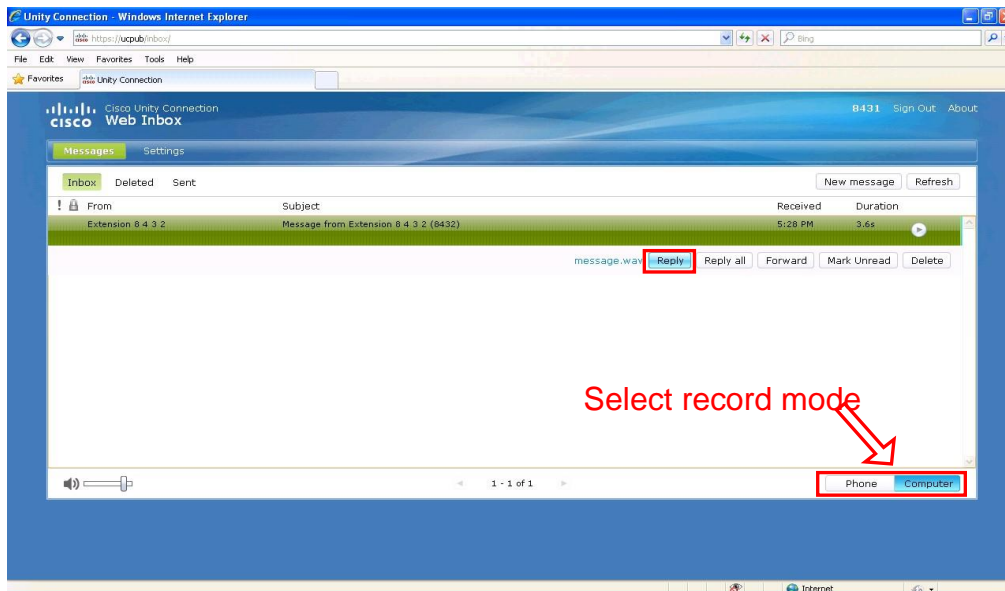 Unity Connection - Windows Internet Explorer
https://ucpub/inbox/
Bing
File Edit View Favorites Tools Help
Favorites Unity Connection
Cisco Unity Connection
CISCO Web Inbox
8431 Sign Out About
Messages Settings
Inbox Deleted Sent New message Refresh
! From Subject Received Duration
Extension 8 4 3 2 Message from Extension 8 4 3 2 (8432) 5:28 PM 3.6s
message.wav Reply Reply all Forward Mark Unread Delete
Select record mode
1 - 1 of 1
Phone Computer
Internet